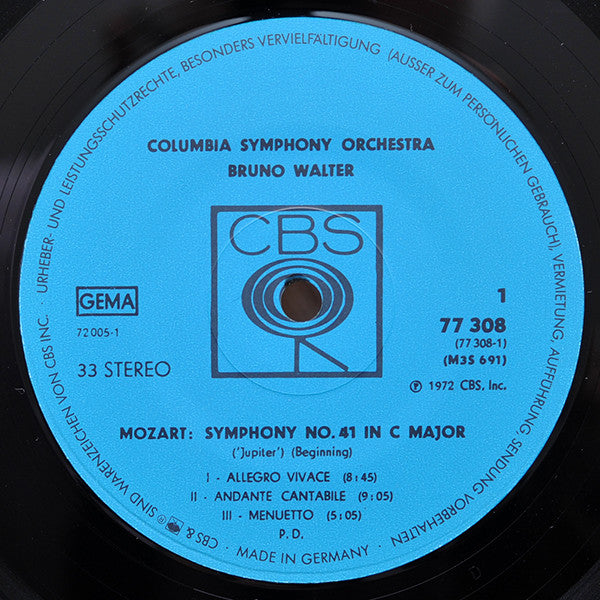 URHEBER- UND LEISTUNGSSCHUTZRECHTE, BESONDERS VERVIELFÄLTIGUNG (AUSSER ZUM PERSÖNLICHEN GEBRAUCH), VERMIETUNG, AUFFÜHRUNG, SENDUNG VORBEHALTEN
COLUMBIA SYMPHONY ORCHESTRA
BRUNO WALTER
CBS
GEMA
72 005-1
33 STEREO
1
77 308
(77 308-1)
(M3S 691)
Ⓟ 1972 CBS, Inc.
MOZART: SYMPHONY NO. 41 IN C MAJOR
('Jupiter') (Beginning)
I - ALLEGRO VIVACE (8:45)
II - ANDANTE CANTABILE (9:05)
III - MENUETTO (5:05)
P.D.
CBS & ® SIND WARENZEICHEN VON CBS INC.
· MADE IN GERMANY ·